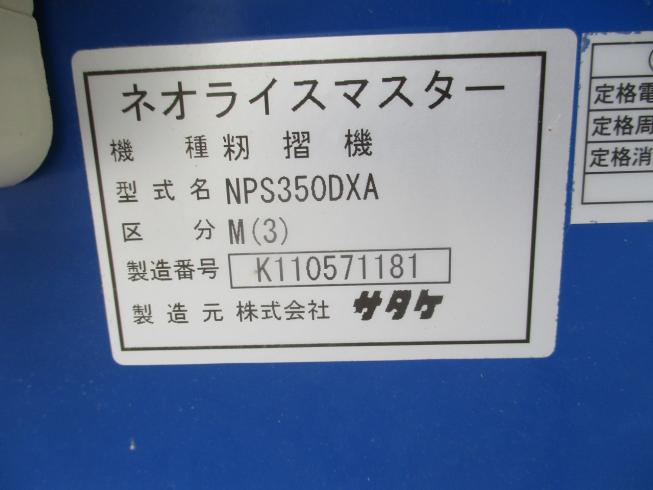 ネオライスマスター
機種 籾摺機
型式名 NPS350DXA
区分 M(3)
製造番号 K110571181
製造元 株式会社 サタケ
定格電
定格周
定格消